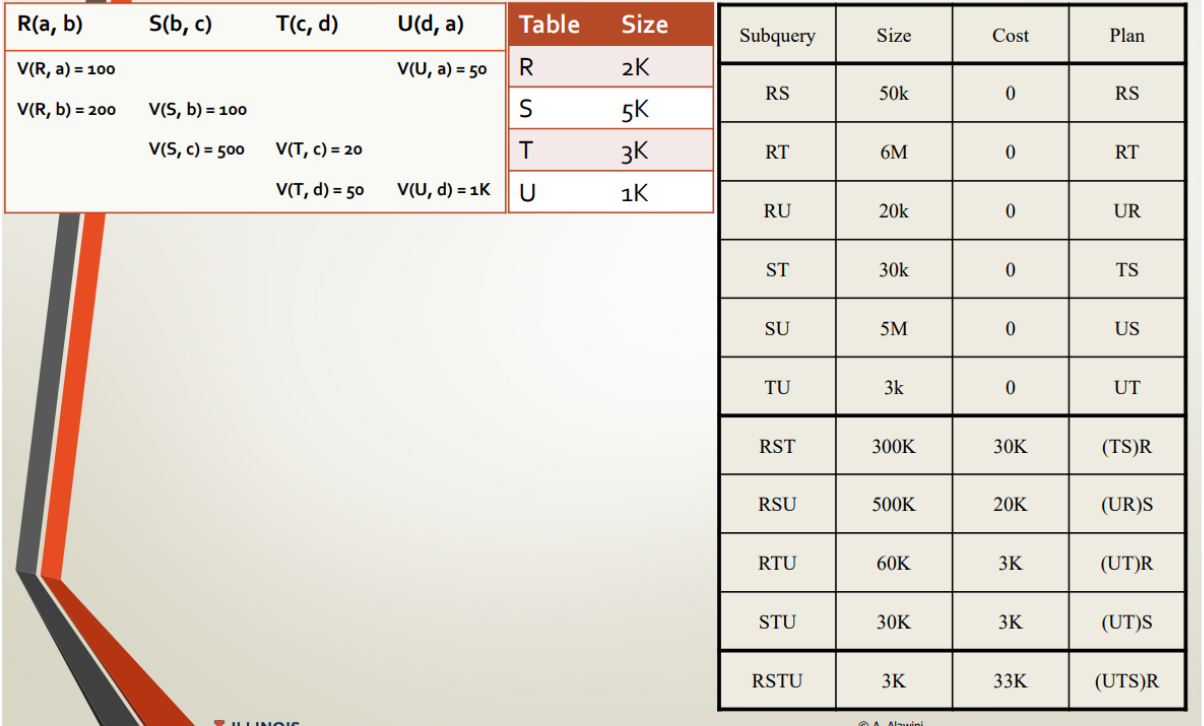 R(a, b) S(b, c) T(c, d) U(d, a)
V(R, a) = 100 V(U, a) = 50
V(R, b) = 200 V(S, b) = 100
V(S, c) = 500 V(T, c) = 20
V(T, d) = 50 V(U, d) = 1K
Table Size
R 2K
S 5K
T 3K
U 1K
Subquery Size Cost Plan
RS 50k 0 RS
RT 6M 0 RT
RU 20k 0 UR
ST 30k 0 TS
SU 5M 0 US
TU 3k 0 UT
RST 300K 30K (TS)R
RSU 500K 20K (UR)S
RTU 60K 3K (UT)R
STU 30K 3K (UT)S
RSTU 3K 33K (UTS)R
ILLINOIS
© A. Alawini